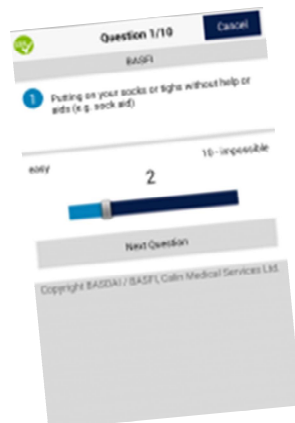 Question 1/10
Cancel
BASFI
1 Putting on your socks or tighs without help or
aids (e.g. sock aid)
easy
10 - impossible
2
Next Question
Copyright BASDAI / BASFI, Calin Medical Services Ltd.